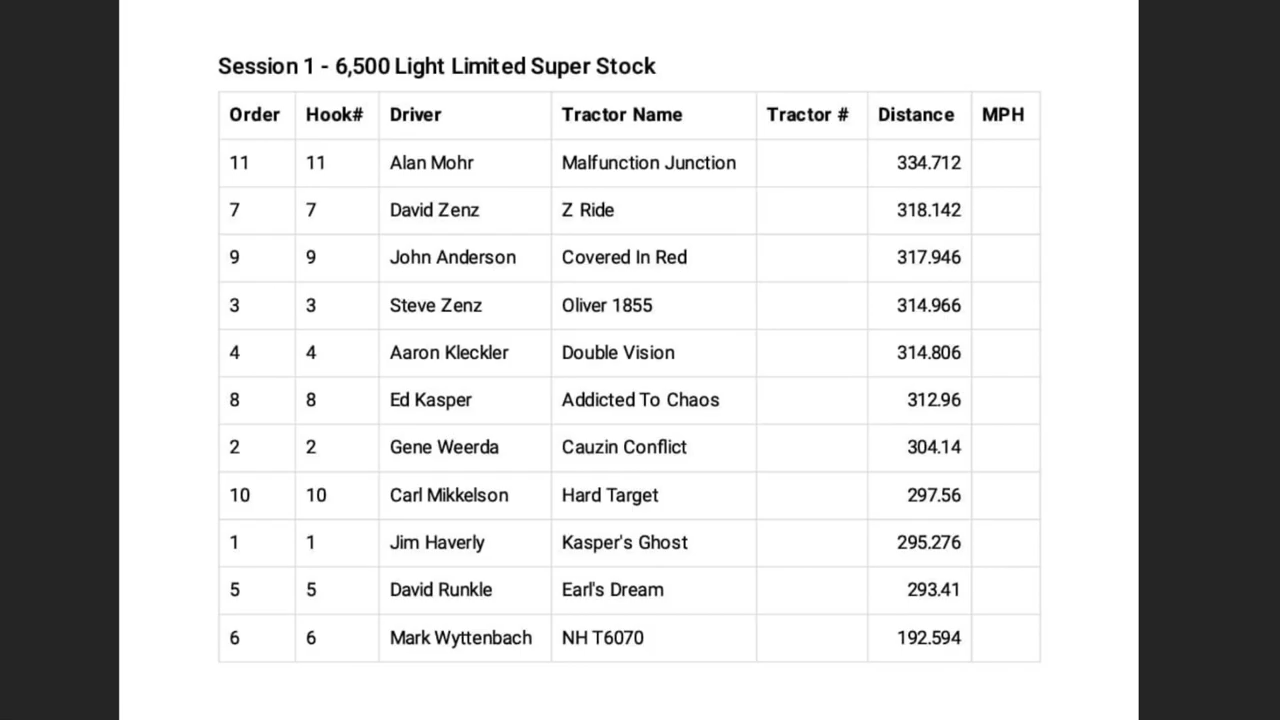 Session 1 - 6,500 Light Limited Super Stock
Order Hook# Driver Tractor Name Tractor # Distance MPH
11 11 Alan Mohr Malfunction Junction 334.712
7 7 David Zenz Z Ride 318.142
9 9 John Anderson Covered In Red 317.946
3 3 Steve Zenz Oliver 1855 314.966
4 4 Aaron Kleckler Double Vision 314.806
8 8 Ed Kasper Addicted To Chaos 312.96
2 2 Gene Weerda Cauzin Conflict 304.14
10 10 Carl Mikkelson Hard Target 297.56
1 1 Jim Haverly Kasper's Ghost 295.276
5 5 David Runkle Earl's Dream 293.41
6 6 Mark Wyttenbach NH T6070 192.594